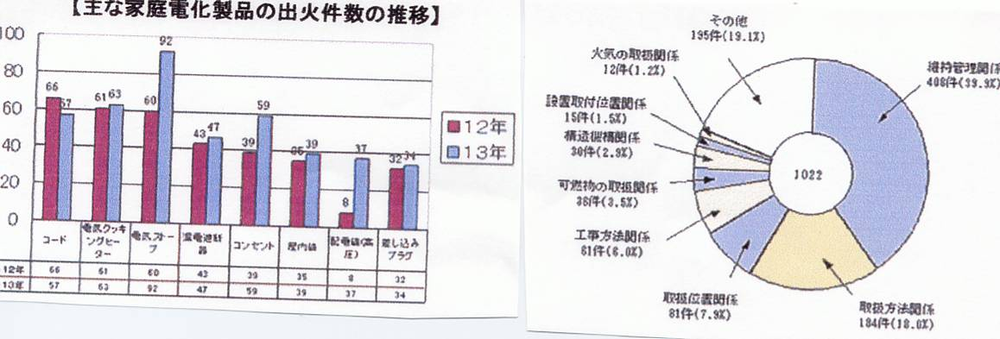 【主な家庭電化製品の出火件数の推移】
100
80
60
40
20
0
66
57
61
63
60
92
43
47
39
59
35
39
8
37
32
34
12年
13年
コード
電気クッキ
ングヒー
ター
電気ストー
ブ
漏電遮断
器
コンセント
屋内線
配電線(高
圧)
差し込み
プラグ
12年 66 61 60 43 39 35 8 32
13年 57 63 92 47 59 39 37 34
その他
195件(19.1%)
火気の取扱関係
12件(1.2%)
設置取付位置関係
15件(1.5%)
構造機構関係
30件(2.9%)
可燃物の取扱関係
36件(3.5%)
工事方法関係
61件(6.0%)
取扱位置関係
81件(7.9%)
取扱方法関係
184件(18.0%)
維持管理関係
408件(39.9%)
1022